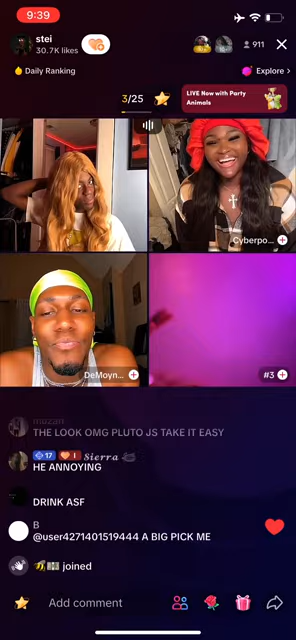 9:39
stei
30.7K likes
911
Daily Ranking
Explore >
3/25
LIVE Now with Party
Animals
Cyberpo...
DeMoyn...
#3
muzan
THE LOOK OMG PLUTO JS TAKE IT EASY
17
I
Sierra
HE ANNOYING
DRINK ASF
B
@user4271401519444 A BIG PICK ME
joined
Add comment